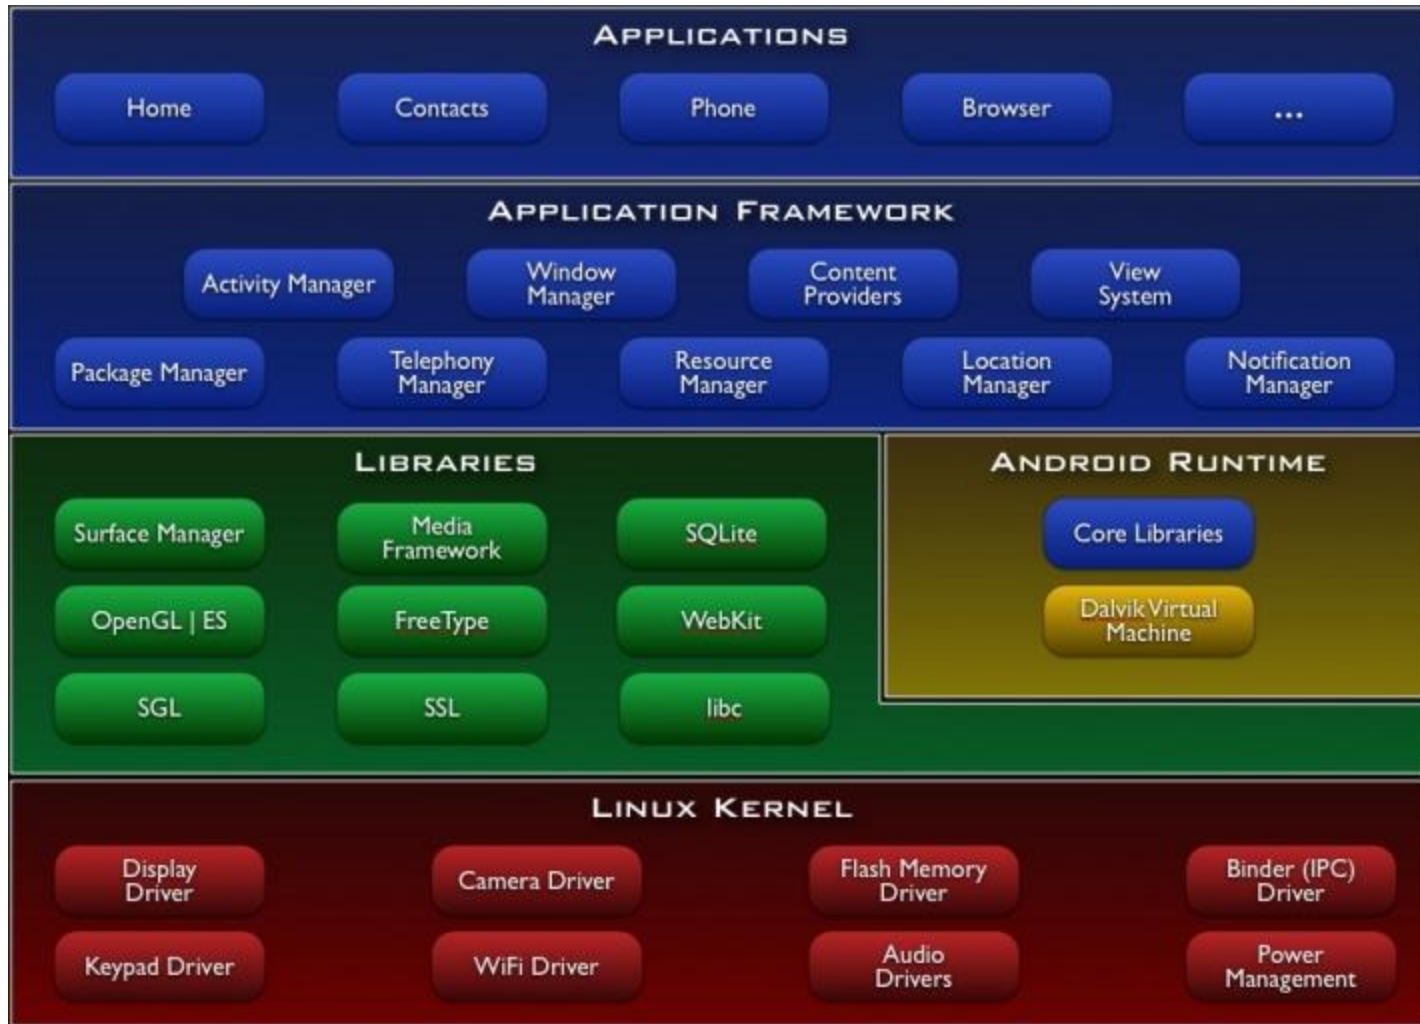 APPLICATIONS
Home
Contacts
Phone
Browser
...
APPLICATION FRAMEWORK
Activity Manager
Window
Manager
Content
Providers
View
System
Package Manager
Telephony
Manager
Resource
Manager
Location
Manager
Notification
Manager
LIBRARIES
Surface Manager
Media
Framework
SQLite
OpenGL | ES
FreeType
WebKit
SGL
SSL
libc
ANDROID RUNTIME
Core Libraries
Dalvik Virtual
Machine
LINUX KERNEL
Display
Driver
Camera Driver
Flash Memory
Driver
Binder (IPC)
Driver
Keypad Driver
WiFi Driver
Audio
Drivers
Power
Management